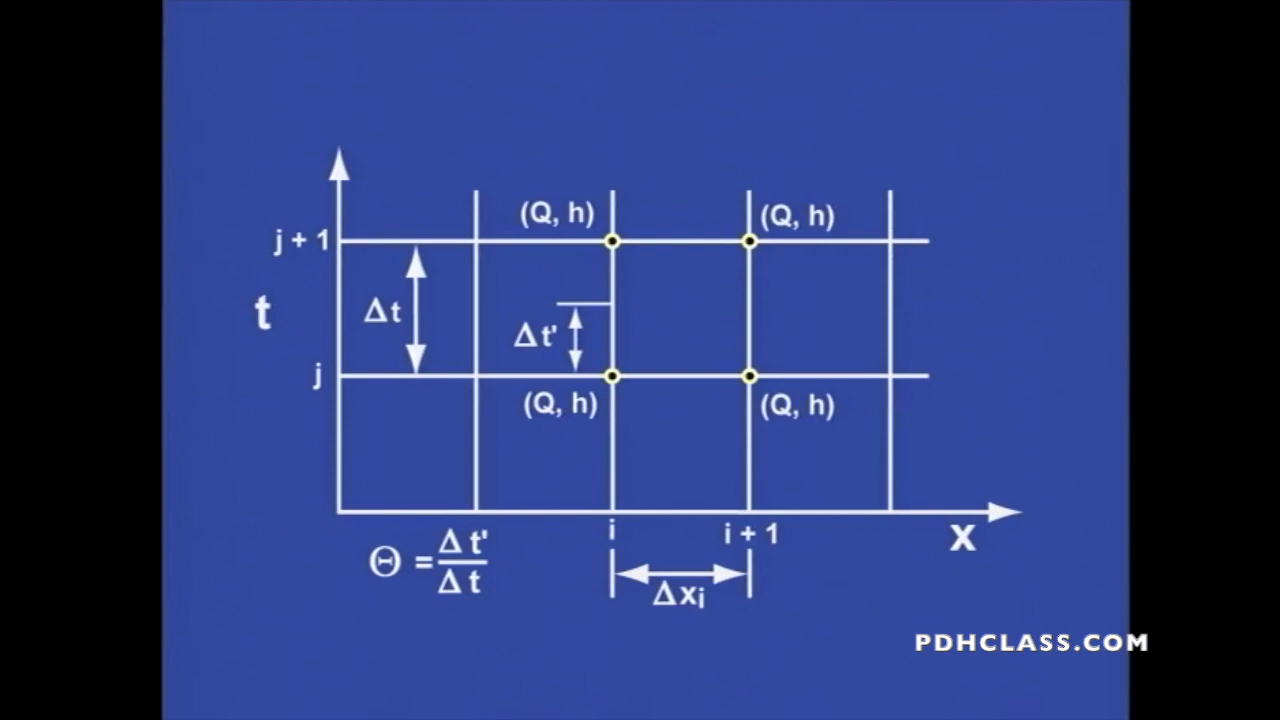 (Q, h) (Q, h)
j + 1
Δt
t
Δt'
j
(Q, h) (Q, h)
i i + 1
x
Θ = Δt' / Δt
Δxi
PDHCLASS.COM